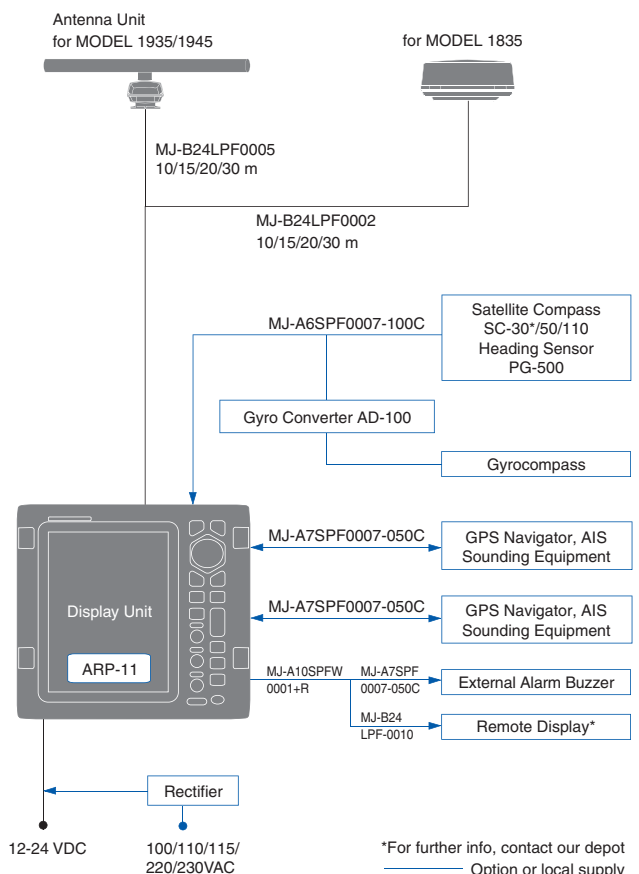 Antenna Unit
for MODEL 1935/1945
for MODEL 1835
MJ-B24LPF0005
10/15/20/30 m
MJ-B24LPF0002
10/15/20/30 m
MJ-A6SPF0007-100C
Satellite Compass
SC-30*/50/110
Heading Sensor
PG-500
Gyro Converter AD-100
Gyrocompass
MJ-A7SPF0007-050C
GPS Navigator, AIS
Sounding Equipment
Display Unit
MJ-A7SPF0007-050C
GPS Navigator, AIS
Sounding Equipment
ARP-11
MJ-A10SPFW
0001+R
MJ-A7SPF
0007-050C
External Alarm Buzzer
MJ-B24
LPF-0010
Remote Display*
Rectifier
12-24 VDC
100/110/115/
220/230VAC
*For further info, contact our depot
Option or local supply